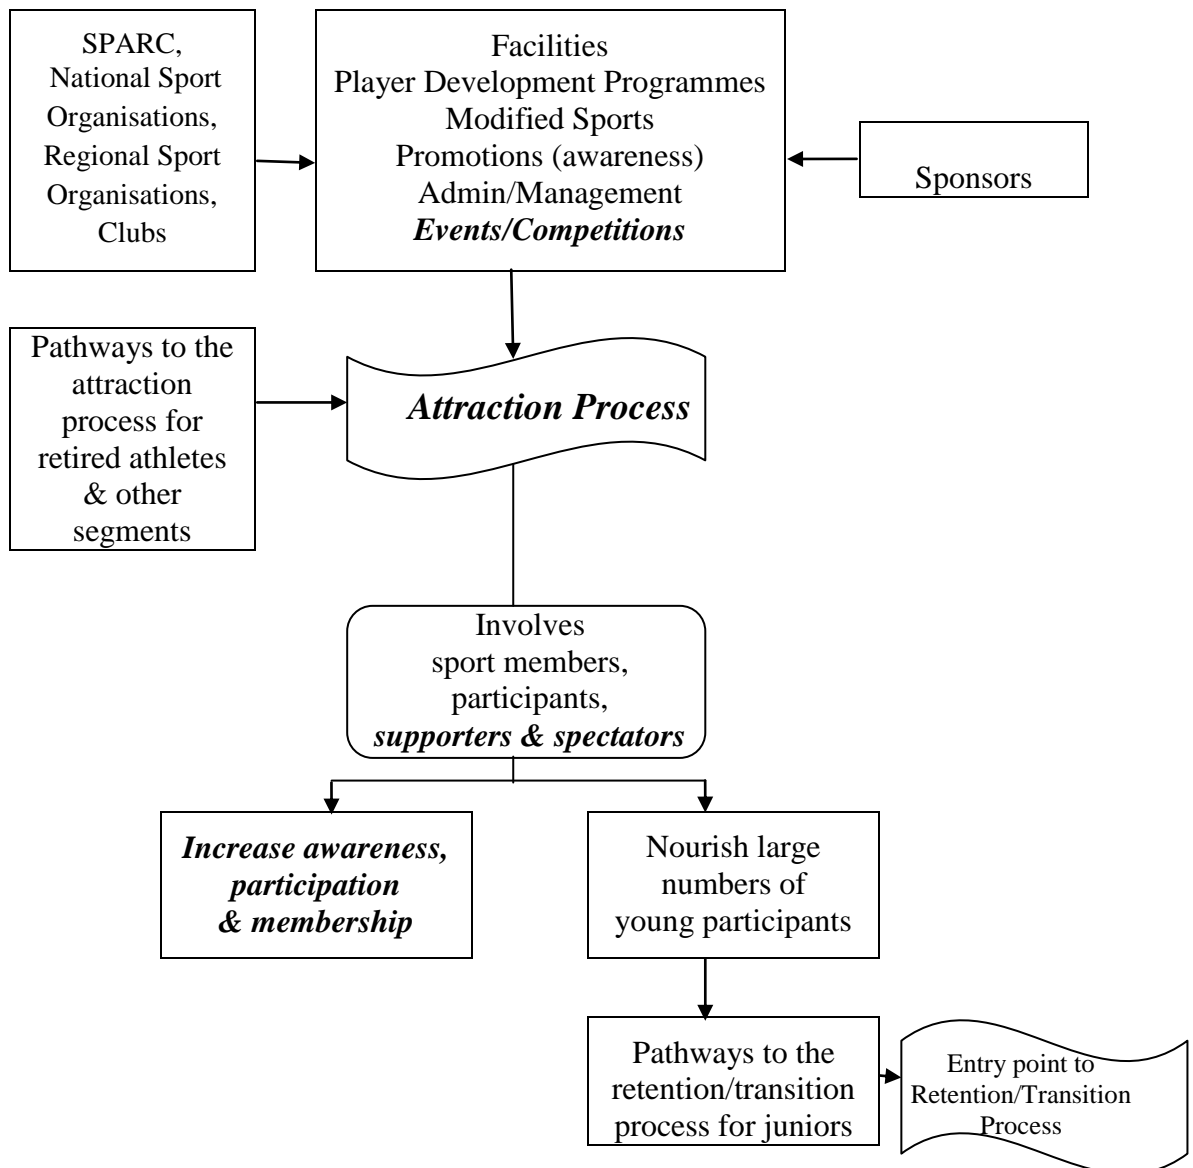 SPARC,
National Sport
Organisations,
Regional Sport
Organisations,
Clubs
Facilities
Player Development Programmes
Modified Sports
Promotions (awareness)
Admin/Management
Events/Competitions
Sponsors
Pathways to the
attraction
process for
retired athletes
& other
segments
Attraction Process
Involves
sport members,
participants,
supporters & spectators
Increase awareness,
participation
& membership
Nourish large
numbers of
young participants
Pathways to the
retention/transition
process for juniors
Entry point to
Retention/Transition
Process